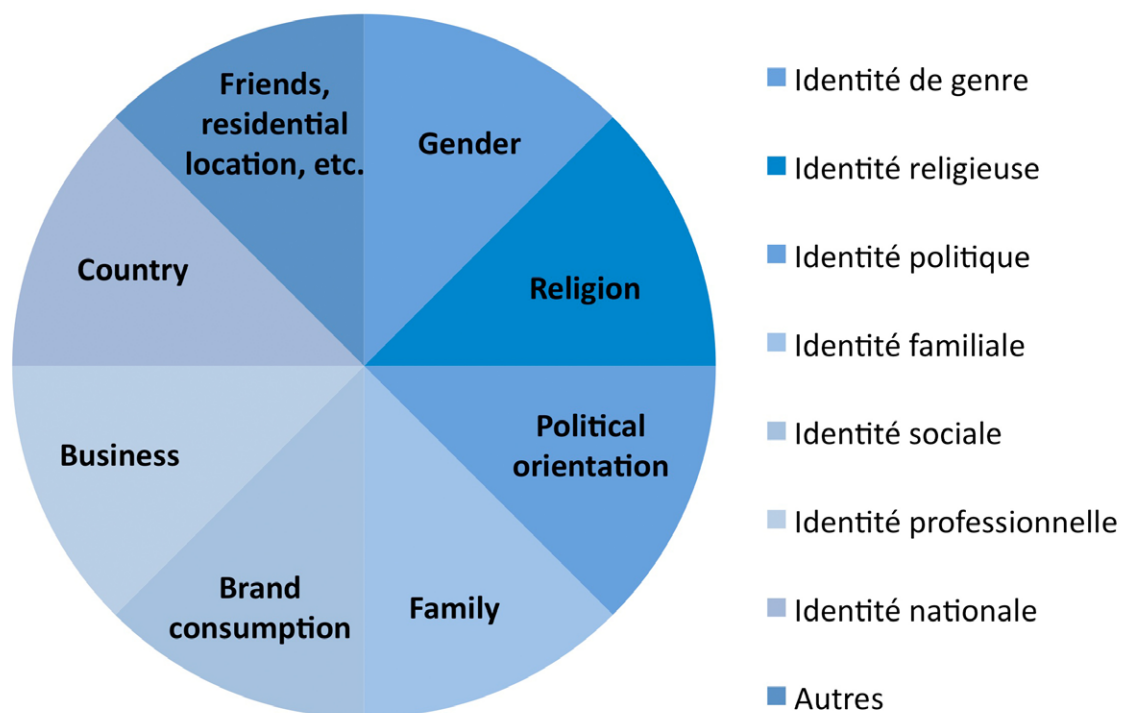 Friends,
residential
location, etc.
Gender
Country
Religion
Business
Political
orientation
Brand
consumption
Family
Identité de genre
Identité religieuse
Identité politique
Identité familiale
Identité sociale
Identité professionnelle
Identité nationale
Autres